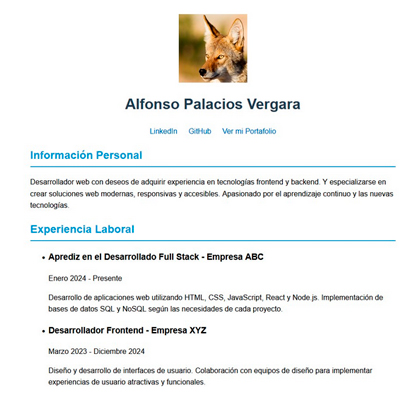 Alfonso Palacios Vergara
LinkedIn GitHub Ver mi Portafolio
Información Personal
Desarrollador web con deseos de adquirir experiencia en tecnologías frontend y backend. Y especializarse en
crear soluciones web modernas, responsivas y accesibles. Apasionado por el aprendizaje continuo y las nuevas
tecnologías.
Experiencia Laboral
• Aprediz en el Desarrollado Full Stack - Empresa ABC
Enero 2024 - Presente
Desarrollo de aplicaciones web utilizando HTML, CSS, JavaScript, React y Node js. Implementación de
bases de datos SQL y NoSQL según las necesidades de cada proyecto.
• Desarrollador Frontend - Empresa XYZ
Marzo 2023 - Diciembre 2024
Diseño y desarrollo de interfaces de usuario. Colaboración con equipos de diseño para implementar
experiencias de usuario atractivas y funcionales.